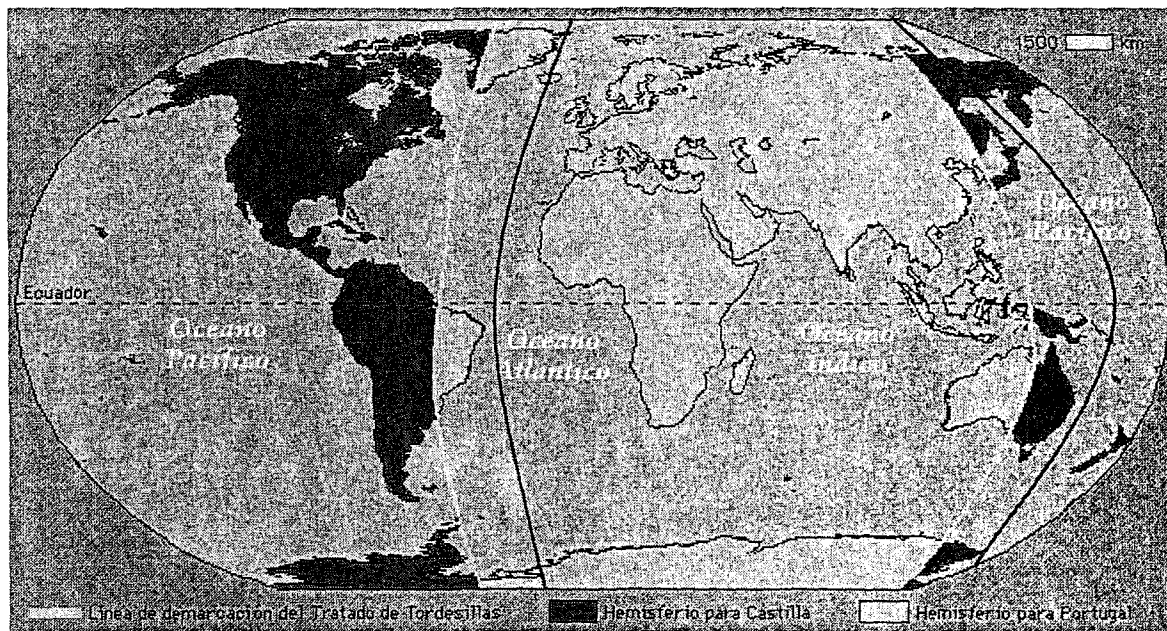 1500 km
Océano
Pacífico
Ecuador
Océano
Pacífico
Océano
Atlántico
Océano
Indico
Línea de demarcación del Tratado de Tordesillas
Hemisferio para Castilla
Hemisferio para Portugal